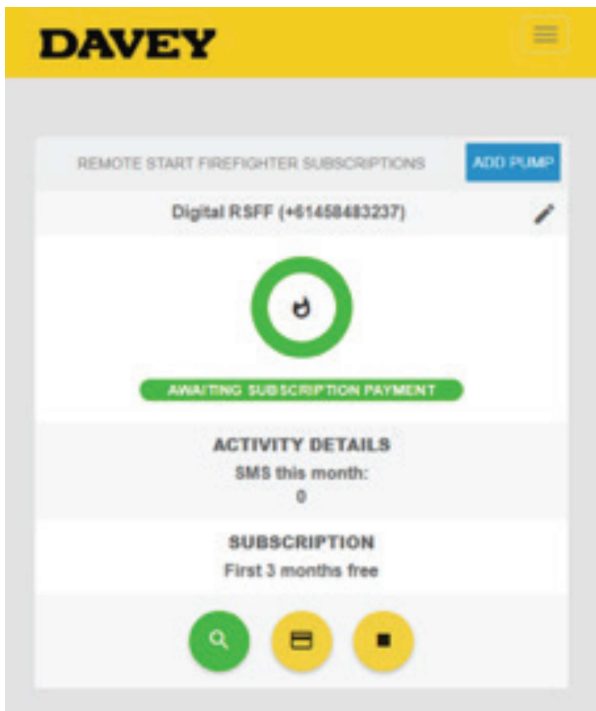 DAVEY
REMOTE START FIREFIGHTER SUBSCRIPTIONS
ADD PUMP
Digital RSFF (+61458483237)
AWAITING SUBSCRIPTION PAYMENT
ACTIVITY DETAILS
SMS this month:
0
SUBSCRIPTION
First 3 months free